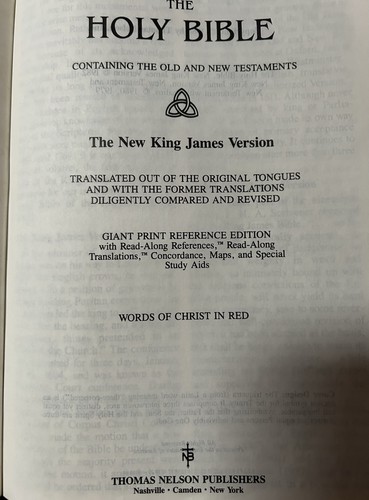 THE
HOLY BIBLE
CONTAINING THE OLD AND NEW TESTAMENTS
The New King James Version
TRANSLATED OUT OF THE ORIGINAL TONGUES
AND WITH THE FORMER TRANSLATIONS
DILIGENTLY COMPARED AND REVISED
GIANT PRINT REFERENCE EDITION
with Read-Along References,™ Read-Along
Translations,™ Concordance, Maps, and Special
Study Aids
WORDS OF CHRIST IN RED
NB
THOMAS NELSON PUBLISHERS
Nashville • Camden • New York